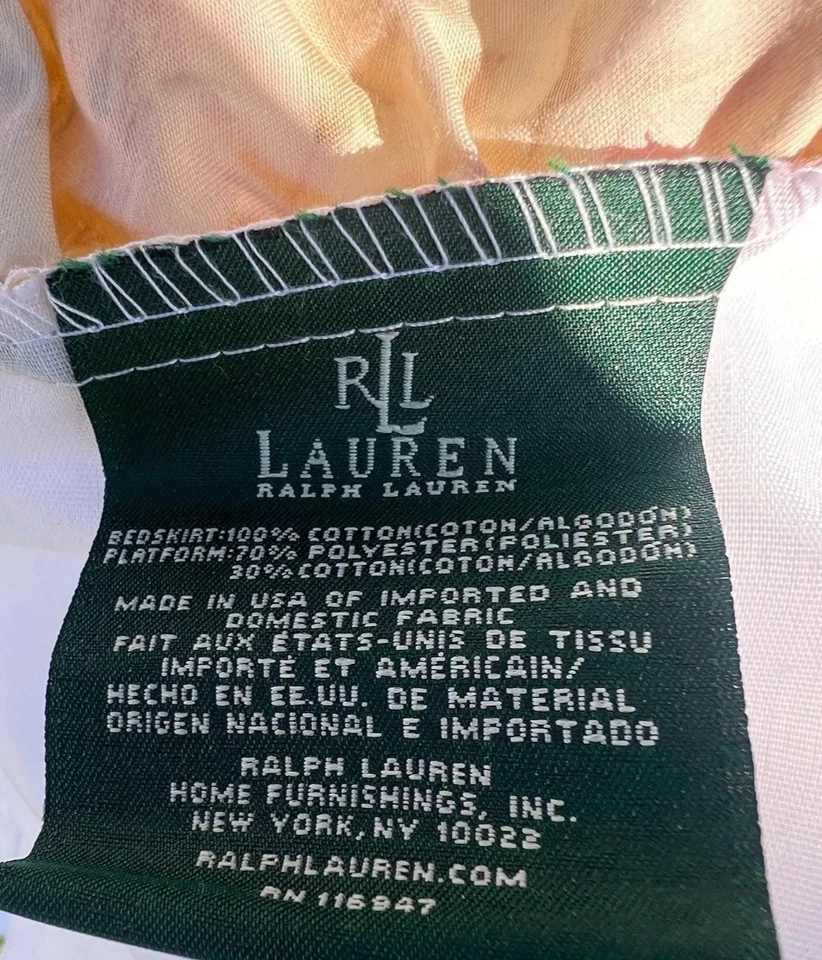 RLL
LAUREN
RALPH LAUREN
BEDSKIRT:100% COTTON(COTON/ALGODÓN)
PLATFORM:70% POLYESTER(POLIESTER)
30% COTTON(COTON/ALGODÓN)
MADE IN USA OF IMPORTED AND
DOMESTIC FABRIC
FAIT AUX ÉTATS-UNIS DE TISSU
IMPORTÉ ET AMÉRICAIN/
HECHO EN EE.UU. DE MATERIAL
ORIGEN NACIONAL E IMPORTADO
RALPH LAUREN
HOME FURNISHINGS, INC.
NEW YORK, NY 10022
RALPHLAUREN.COM
RN 116947